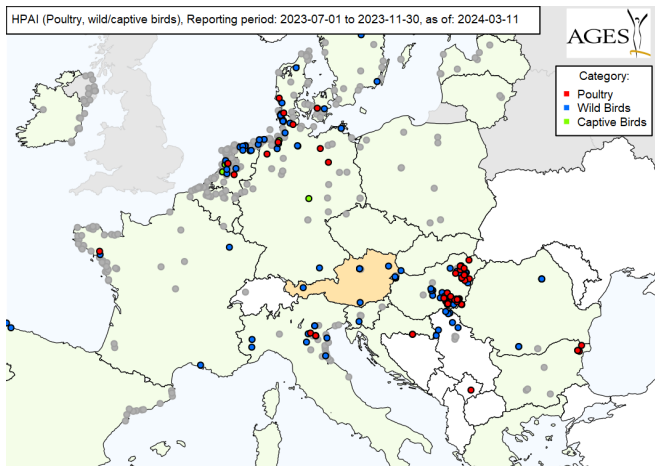 HPAI (Poultry, wild/captive birds), Reporting period: 2023-07-01 to 2023-11-30, as of: 2024-03-11
AGES
Category:
Poultry
Wild Birds
Captive Birds